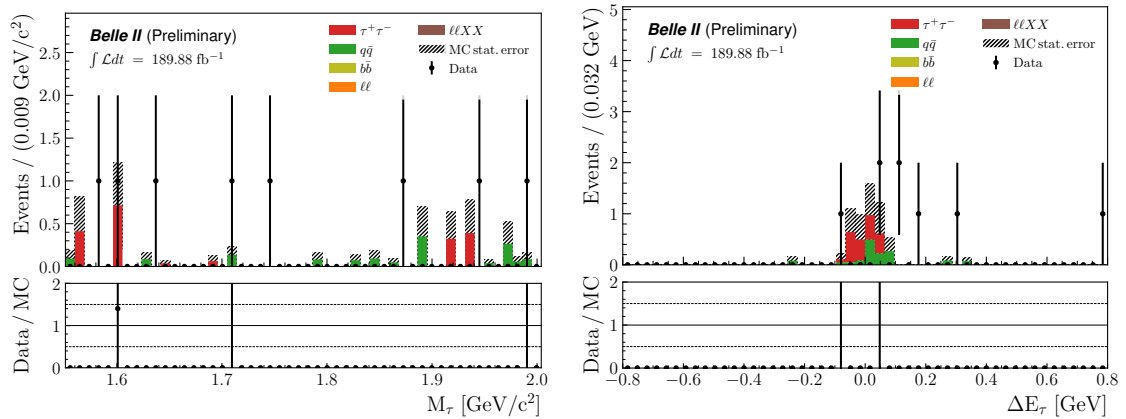 Belle II (Preliminary)
∫ 𝓛dt = 189.88 fb⁻¹
τ⁺τ⁻
qq̄
bb̄
ℓℓ
ℓℓXX
MC stat. error
Data
Events / (0.009 GeV/c²)
2.5
2.0
1.5
1.0
0.5
0.0
Data / MC
2
1
0
1.6
1.7
1.8
1.9
2.0
M_τ [GeV/c²]
Belle II (Preliminary)
∫ 𝓛dt = 189.88 fb⁻¹
τ⁺τ⁻
qq̄
bb̄
ℓℓ
ℓℓXX
MC stat. error
Data
Events / (0.032 GeV)
5
4
3
2
1
0
Data / MC
2
1
0
−0.8
−0.6
−0.4
−0.2
0.0
0.2
0.4
0.6
0.8
ΔE_τ [GeV]